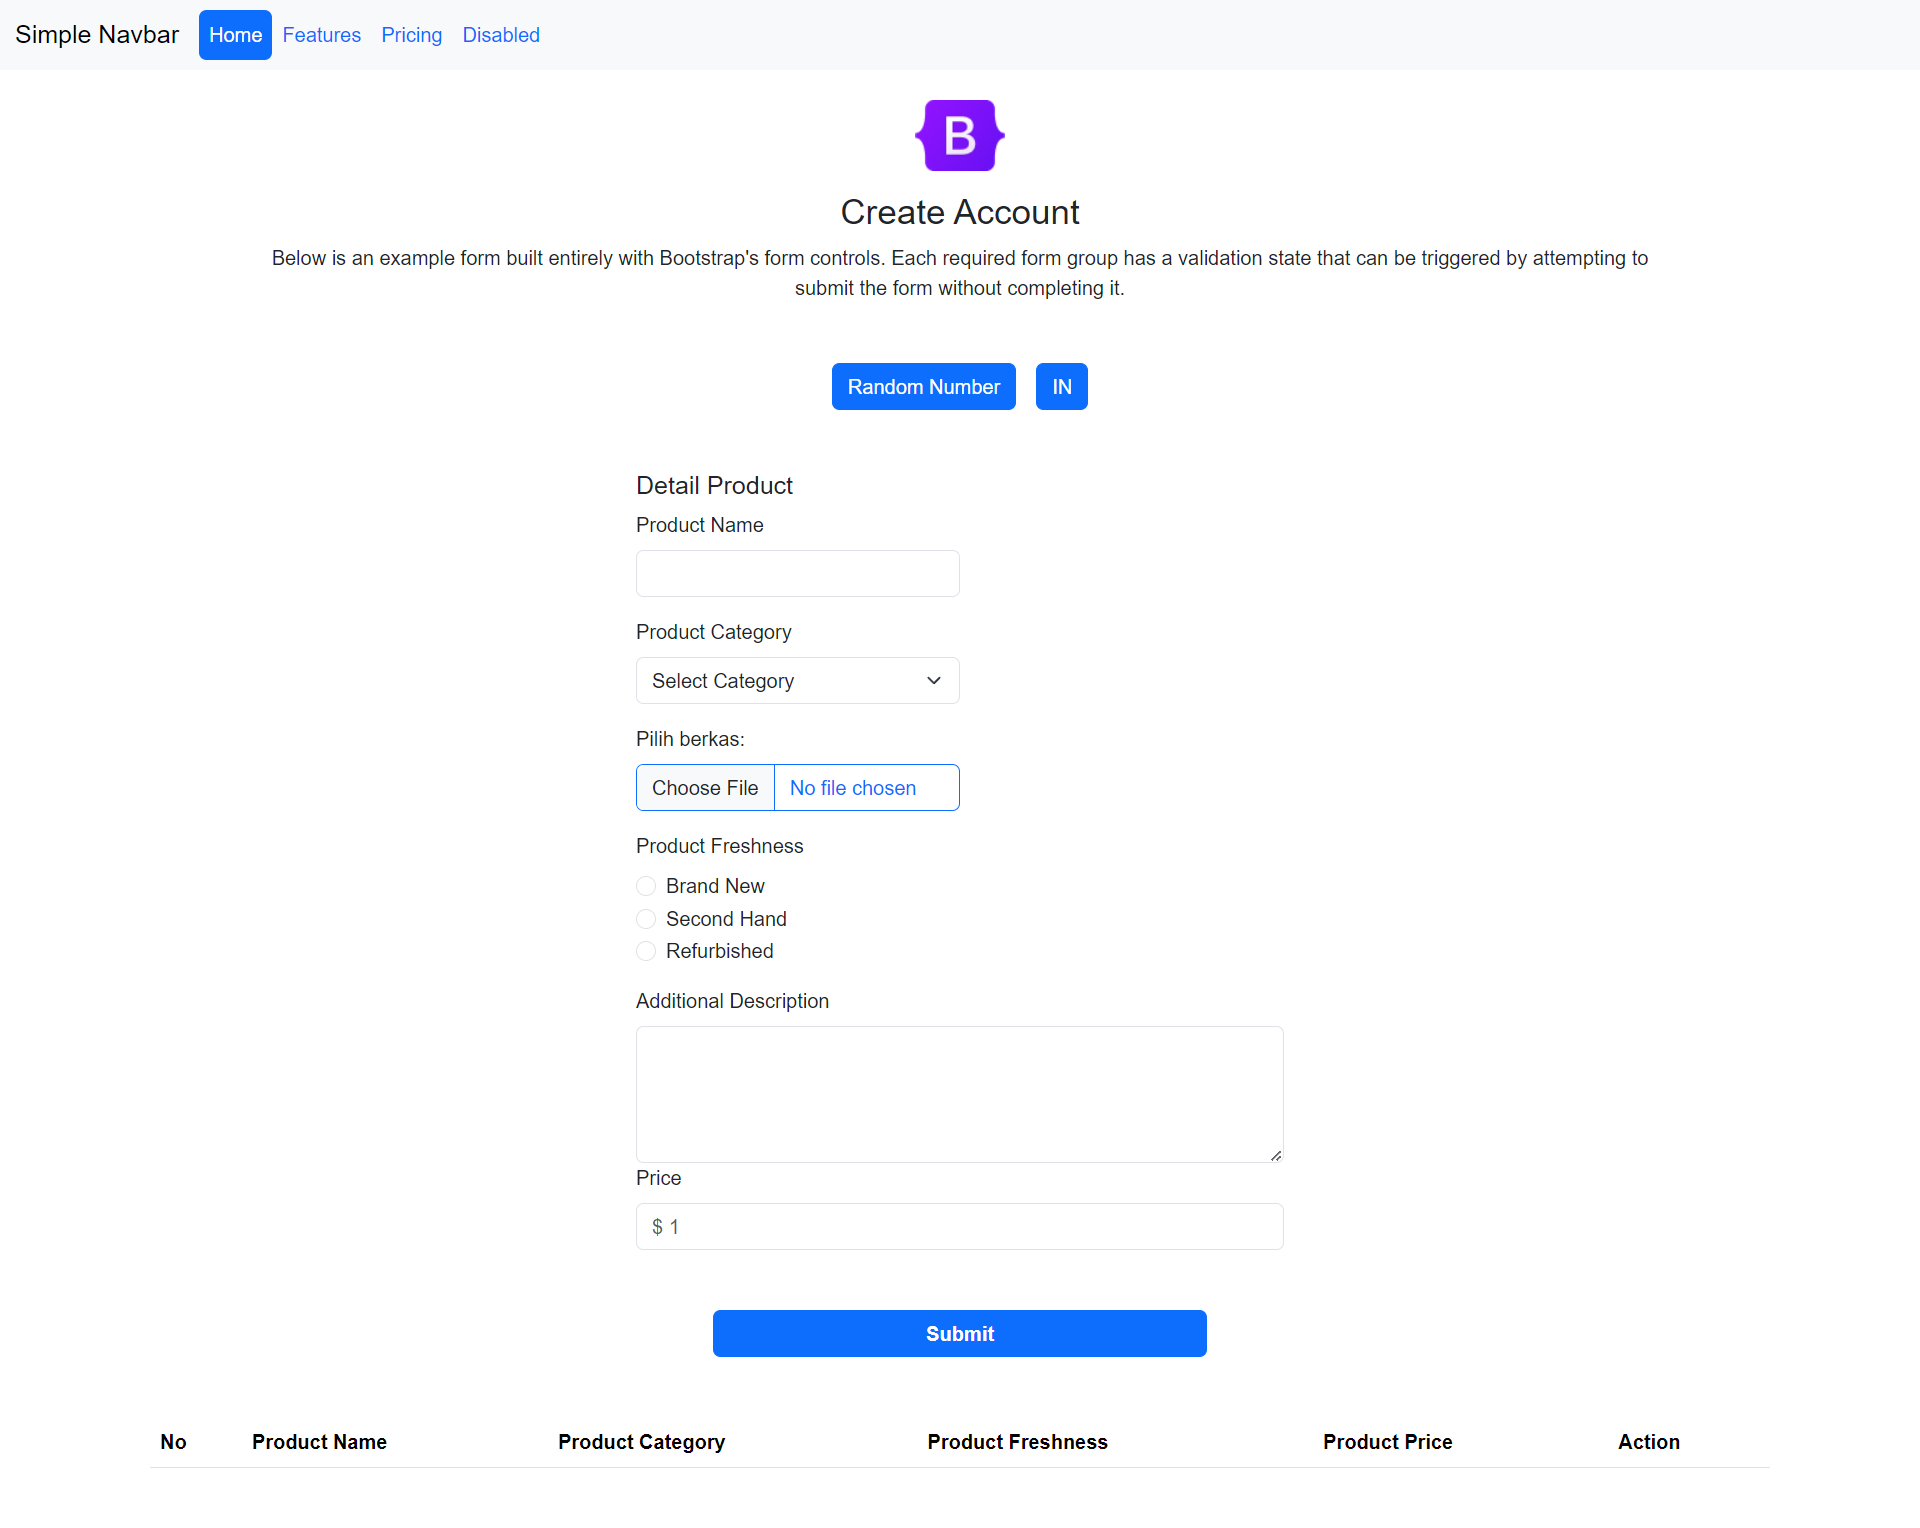 Simple Navbar Home Features Pricing Disabled
B
Create Account
Below is an example form built entirely with Bootstrap's form controls. Each required form group has a validation state that can be triggered by attempting to
submit the form without completing it.
Random Number IN
Detail Product
Product Name
Product Category
Select Category
Pilih berkas:
Choose File No file chosen
Product Freshness
Brand New
Second Hand
Refurbished
Additional Description
Price
$ 1
Submit
No Product Name Product Category Product Freshness Product Price Action